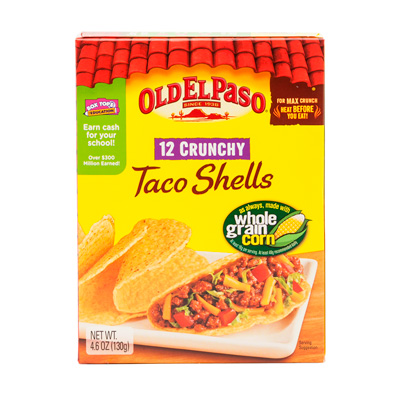 OLD EL PASO
SINCE 1938
BOX TOPS
EDUCATION
Earn cash
for your
school!
Over $300
Million Earned!
FOR MAX CRUNCH
HEAT BEFORE
YOU EAT!
12 CRUNCHY
Taco Shells
as always, made with
whole
grain
corn
NET WT.
4.6 OZ (130g)